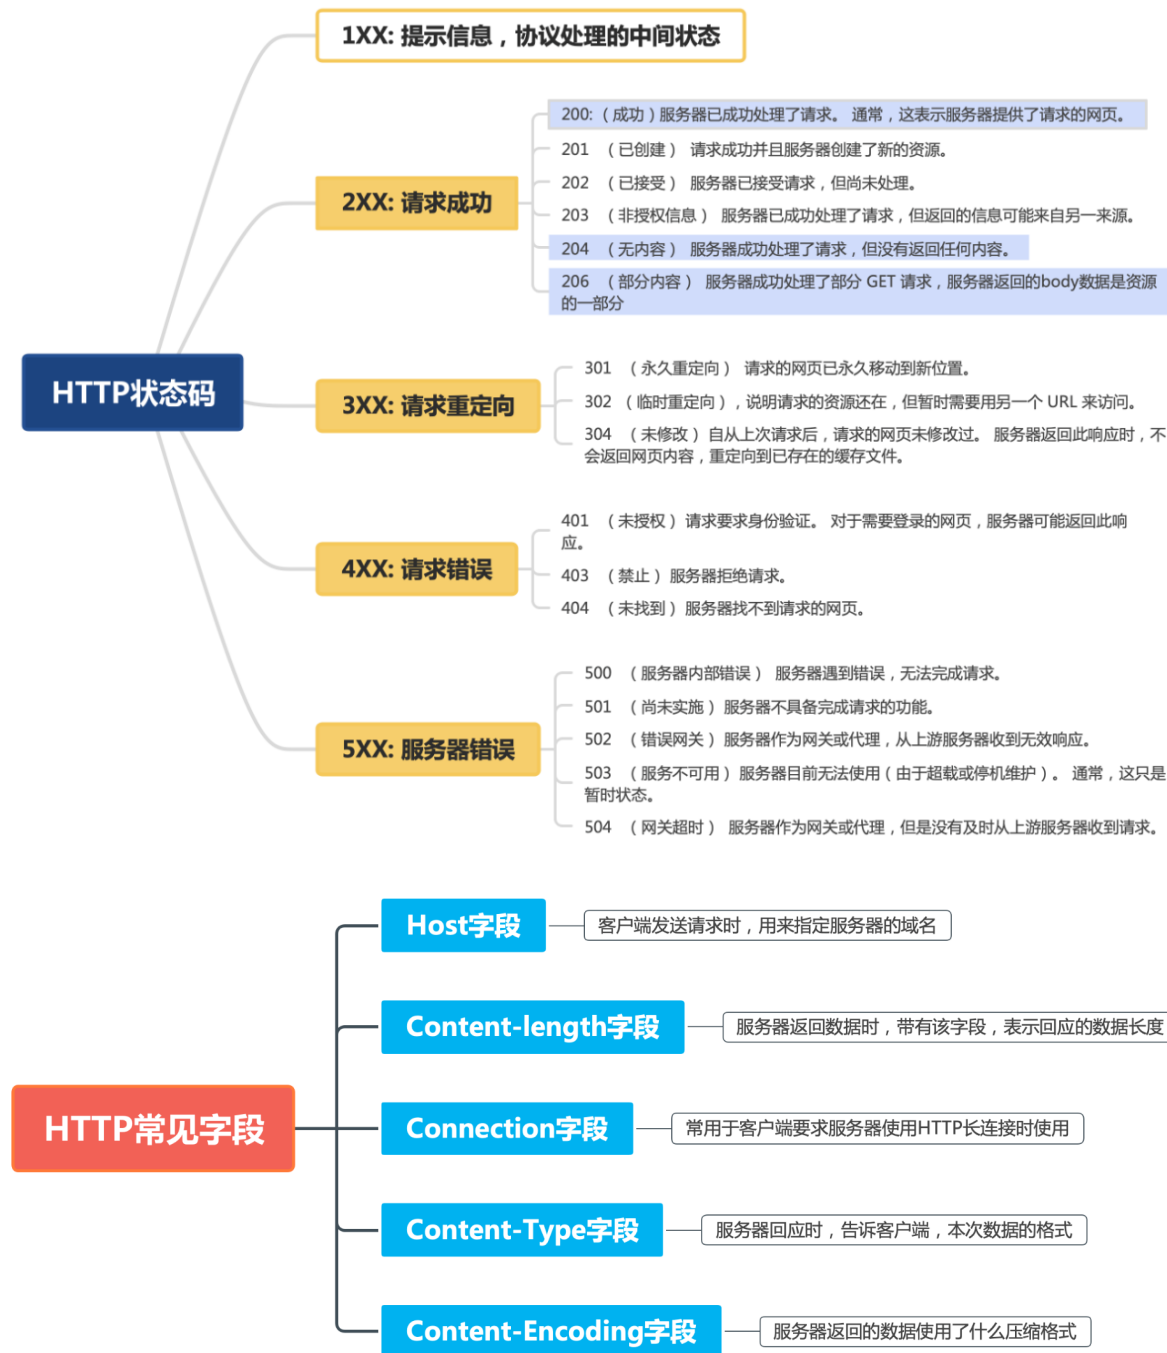 1XX: 提示信息，协议处理的中间状态
200:（成功）服务器已成功处理了请求。 通常，这表示服务器提供了请求的网页。
201 （已创建） 请求成功并且服务器创建了新的资源。
202 （已接受） 服务器已接受请求，但尚未处理。
2XX: 请求成功
203 （非授权信息） 服务器已成功处理了请求，但返回的信息可能来自另一来源。
204 （无内容） 服务器成功处理了请求，但没有返回任何内容。
206 （部分内容） 服务器成功处理了部分 GET 请求，服务器返回的body数据是资源
的一部分
HTTP状态码
301 （永久重定向） 请求的网页已永久移动到新位置。
3XX: 请求重定向
302 （临时重定向），说明请求的资源还在，但暂时需要用另一个 URL 来访问。
304 （未修改）自从上次请求后，请求的网页未修改过。 服务器返回此响应时，不
会返回网页内容，重定向到已存在的缓存文件。
401 （未授权）请求要求身份验证。 对于需要登录的网页，服务器可能返回此响
应。
4XX: 请求错误
403 （禁止）服务器拒绝请求。
404 （未找到）服务器找不到请求的网页。
500 （服务器内部错误） 服务器遇到错误，无法完成请求。
501 （尚未实施）服务器不具备完成请求的功能。
5XX: 服务器错误
502 （错误网关）服务器作为网关或代理，从上游服务器收到无效响应。
503 （服务不可用）服务器目前无法使用（由于超载或停机维护）。 通常，这只是
暂时状态。
504 （网关超时） 服务器作为网关或代理，但是没有及时从上游服务器收到请求。
Host字段
客户端发送请求时，用来指定服务器的域名
Content-length字段
服务器返回数据时，带有该字段，表示回应的数据长度
HTTP常见字段
Connection字段
常用于客户端要求服务器使用HTTP长连接时使用
Content-Type字段
服务器回应时，告诉客户端，本次数据的格式
Content-Encoding字段
服务器返回的数据使用了什么压缩格式